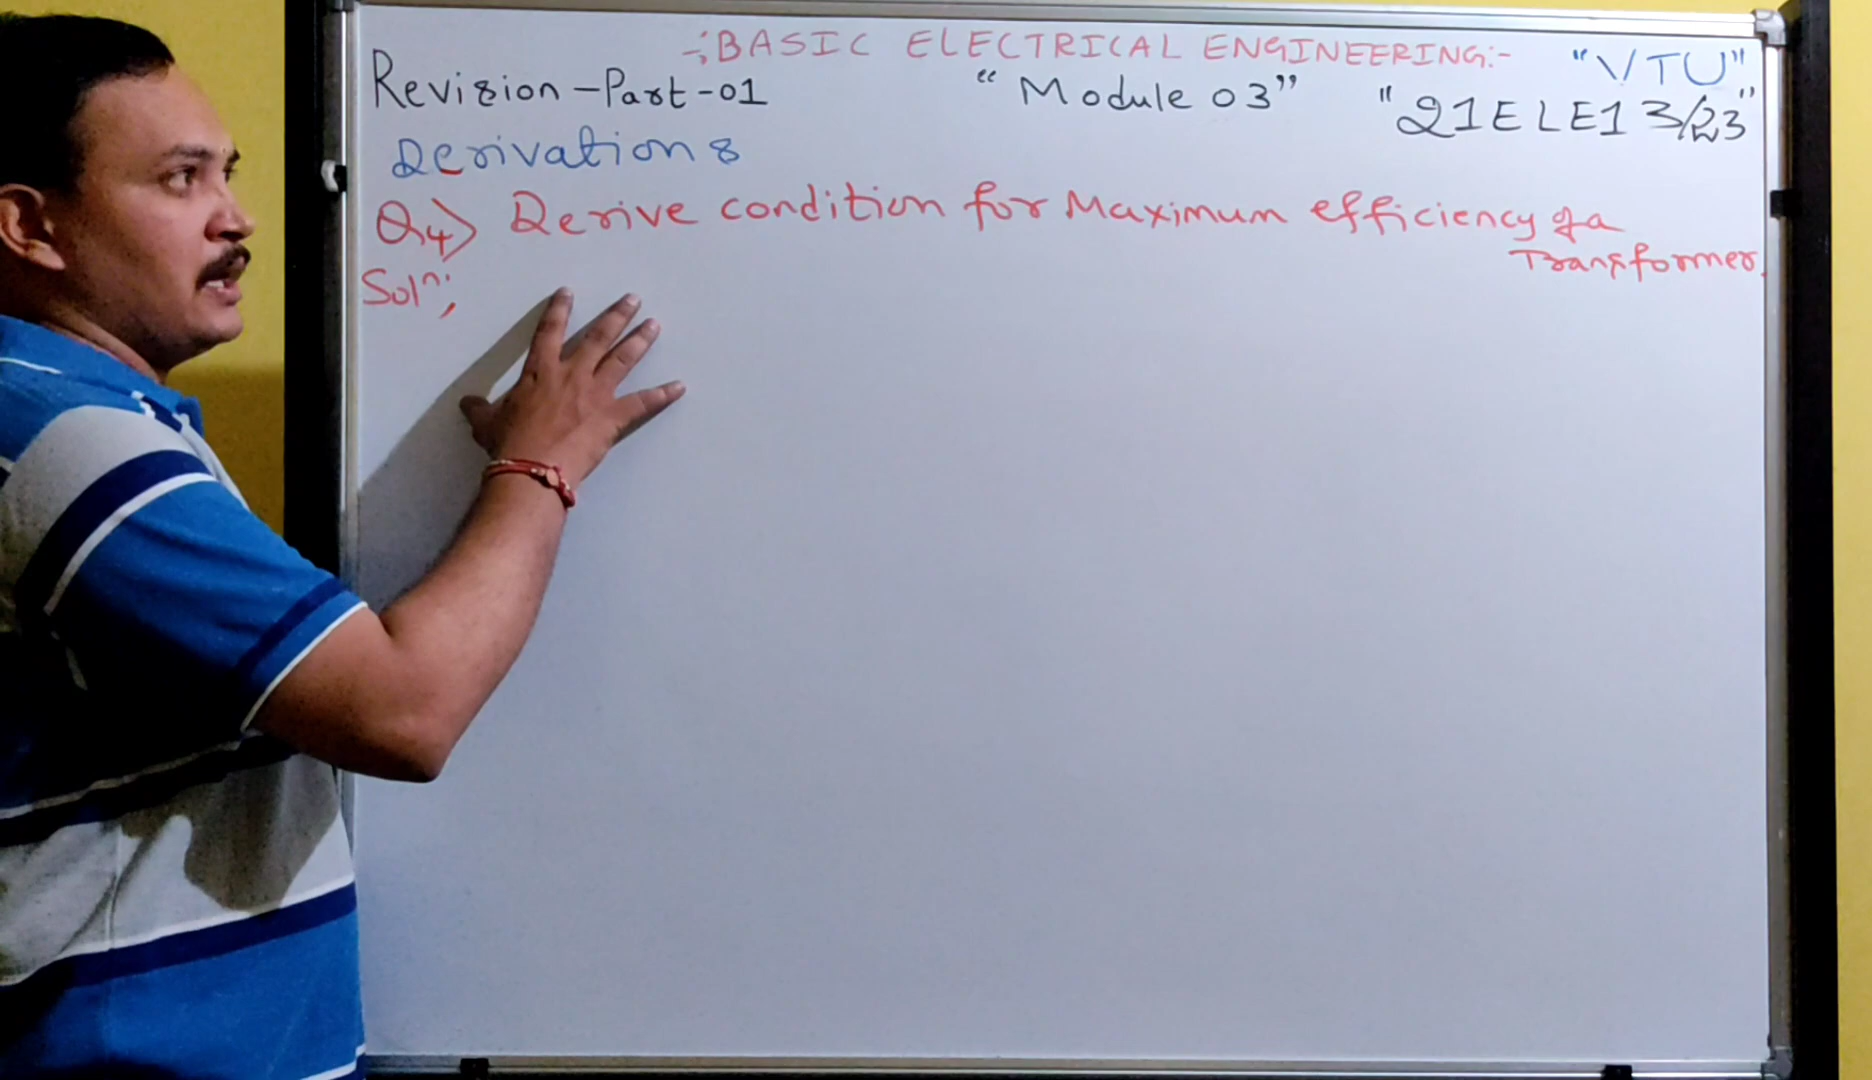 -:BASIC ELECTRICAL ENGINEERING:-
"VTU"
Revision-Part-01
"Module 03"
"21ELE13/23"
Derivations
Q4> Derive condition for Maximum efficiency of a
Transformer.
Solⁿ:,